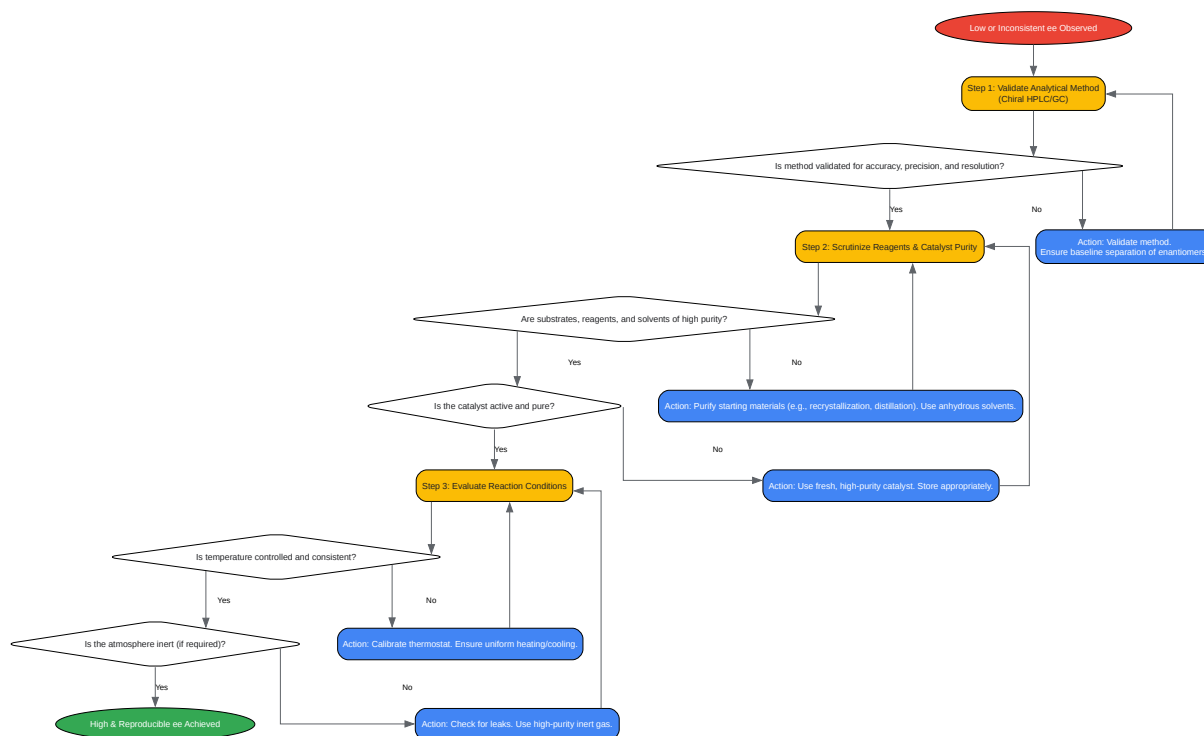 Low or Inconsistent ee Observed
Step 1: Validate Analytical Method
(Chiral HPLC/GC)
Is method validated for accuracy, precision, and resolution?
Yes
No
Step 2: Scrutinize Reagents & Catalyst Purity
Action: Validate method.
Ensure baseline separation of enantiomers
Are substrates, reagents, and solvents of high purity?
Yes
No
Is the catalyst active and pure?
Action: Purify starting materials (e.g., recrystallization, distillation). Use anhydrous solvents.
Yes
No
Step 3: Evaluate Reaction Conditions
Action: Use fresh, high-purity catalyst. Store appropriately.
Is temperature controlled and consistent?
Yes
No
Is the atmosphere inert (if required)?
Action: Calibrate thermostat. Ensure uniform heating/cooling.
Yes
No
High & Reproducible ee Achieved
Action: Check for leaks. Use high-purity inert gas.